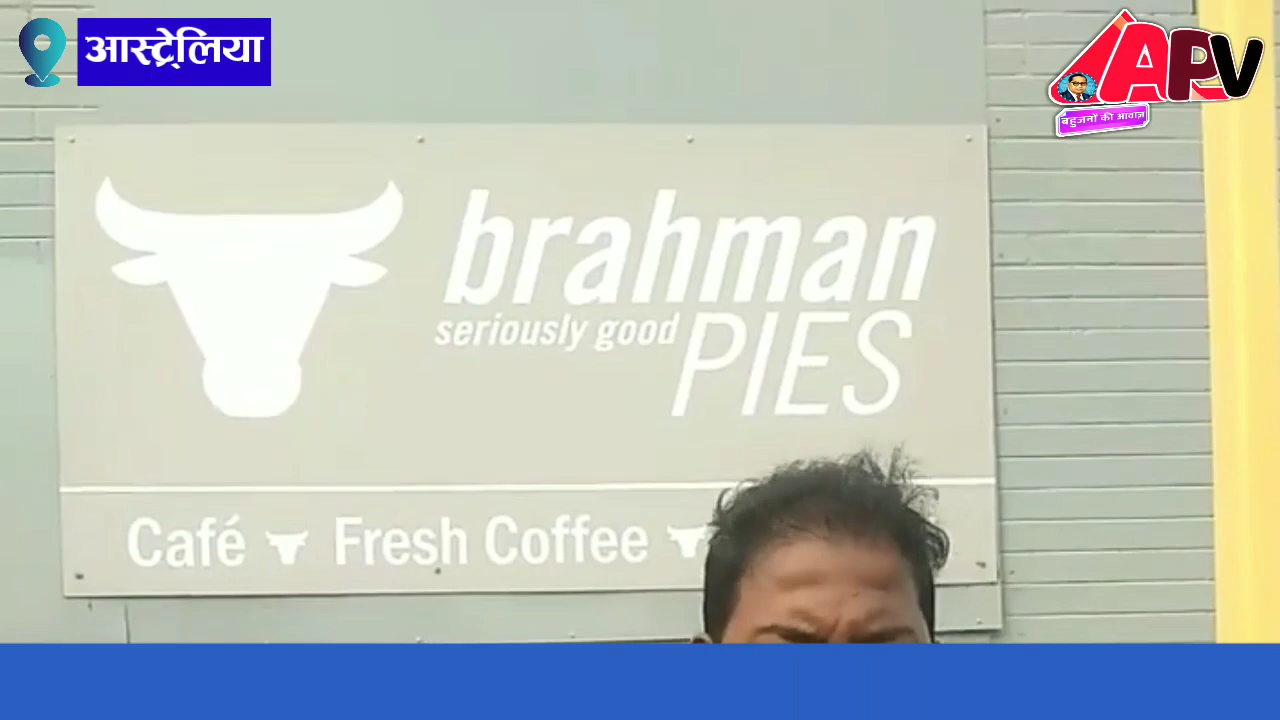 आस्ट्रेलिया
APV
बहुजनों की आवाज़
brahman
seriously good PIES
Café Fresh Coffee